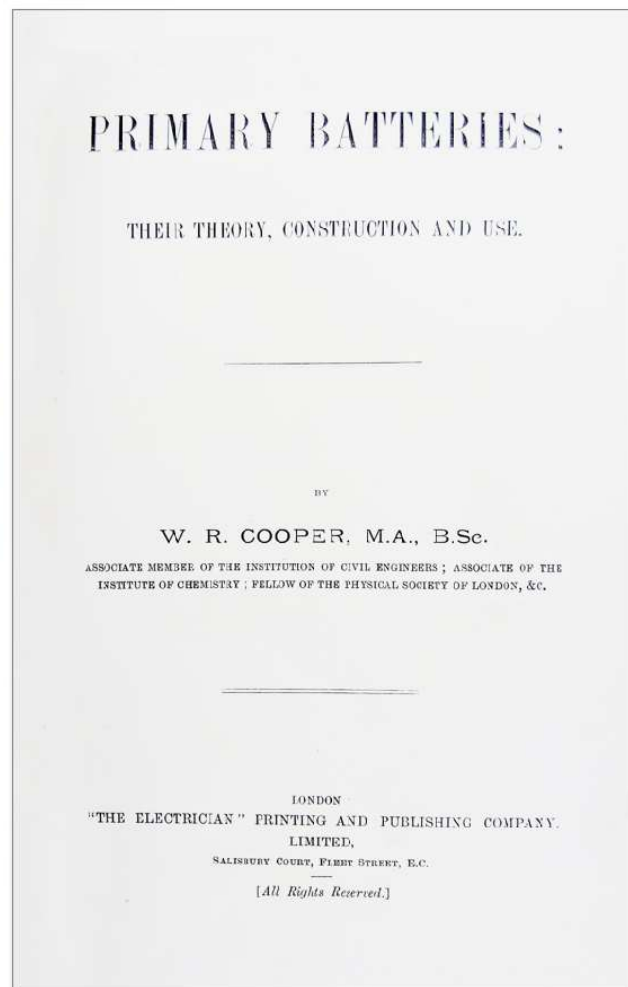 PRIMARY BATTERIES:
THEIR THEORY, CONSTRUCTION AND USE.
BY
W. R. COOPER, M.A., B.Sc.
ASSOCIATE MEMBER OF THE INSTITUTION OF CIVIL ENGINEERS; ASSOCIATE OF THE
INSTITUTE OF CHEMISTRY; FELLOW OF THE PHYSICAL SOCIETY OF LONDON, &C.
LONDON
"THE ELECTRICIAN" PRINTING AND PUBLISHING COMPANY.
LIMITED,
SALISBURY COURT, FLEET STREET, E.C.
[All Rights Reserved.]